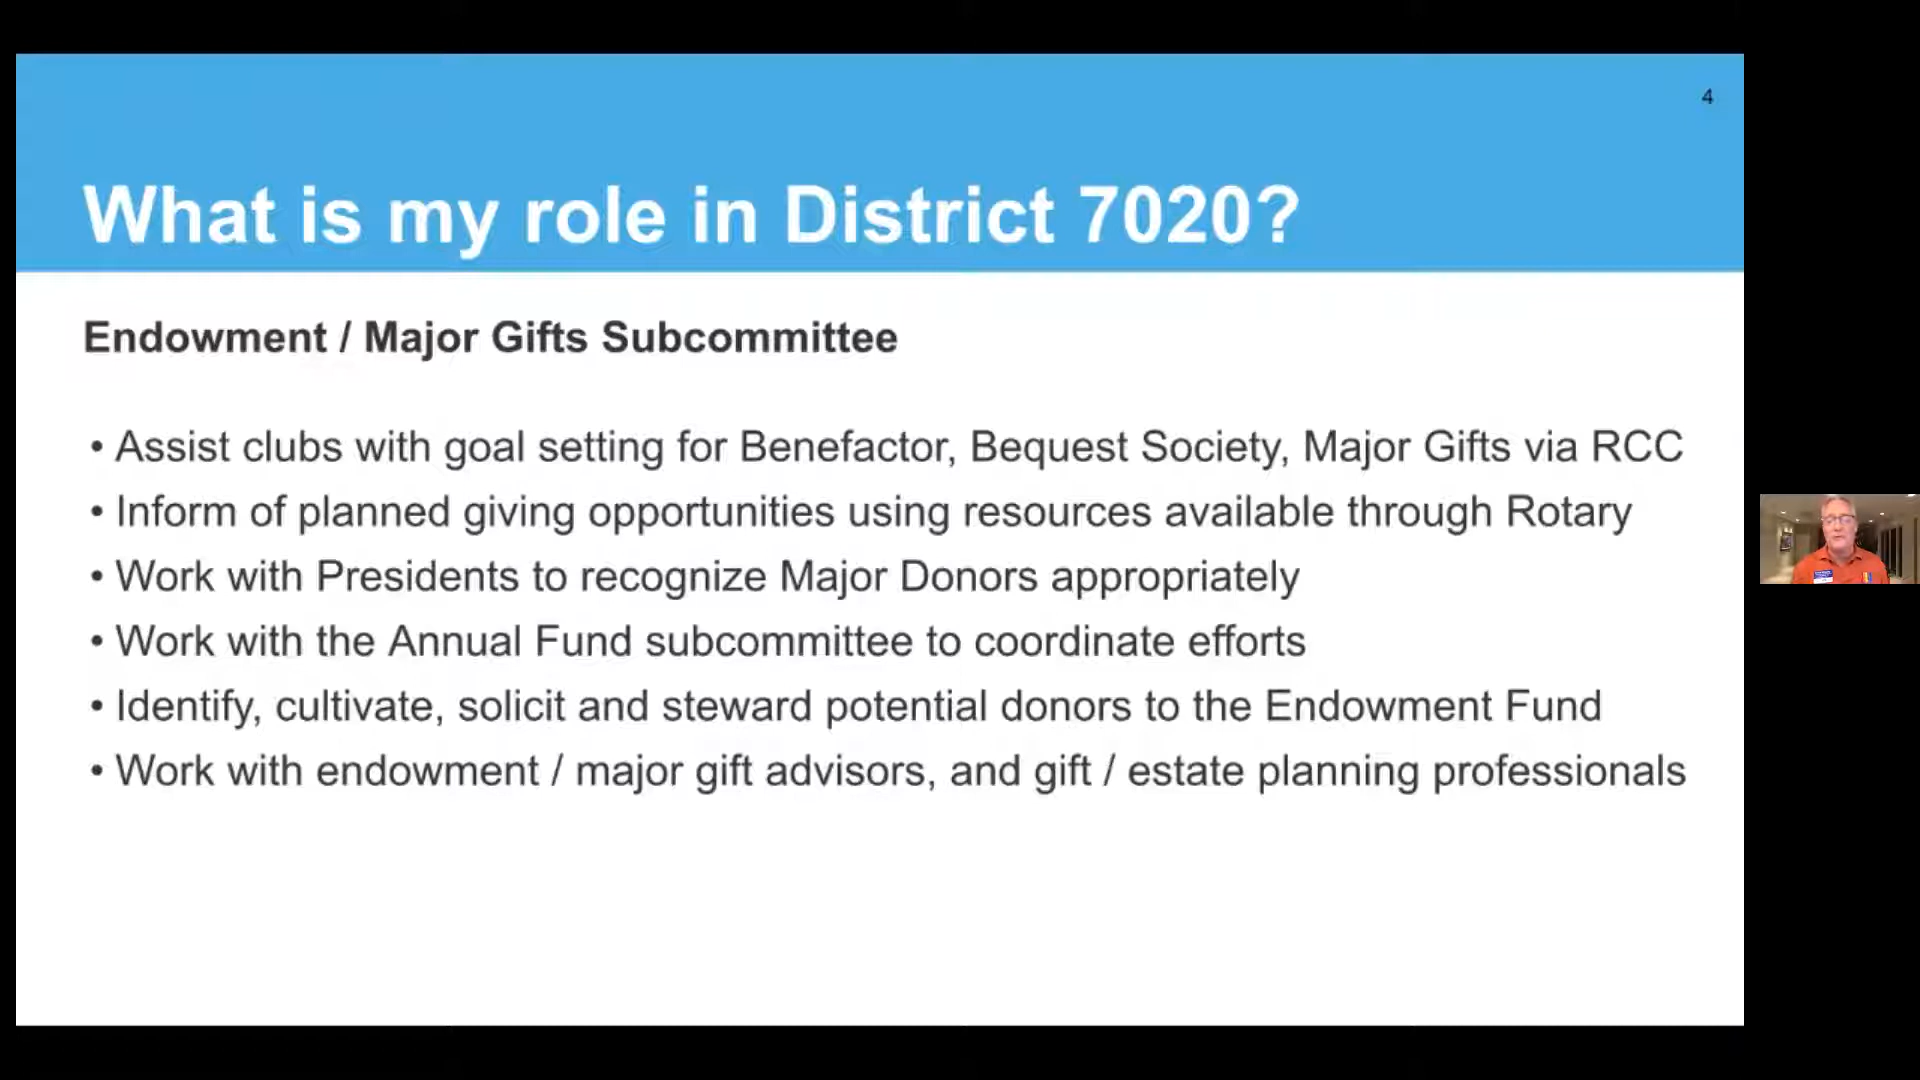 4
What is my role in District 7020?
Endowment / Major Gifts Subcommittee
• Assist clubs with goal setting for Benefactor, Bequest Society, Major Gifts via RCC
• Inform of planned giving opportunities using resources available through Rotary
• Work with Presidents to recognize Major Donors appropriately
• Work with the Annual Fund subcommittee to coordinate efforts
• Identify, cultivate, solicit and steward potential donors to the Endowment Fund
• Work with endowment / major gift advisors, and gift / estate planning professionals